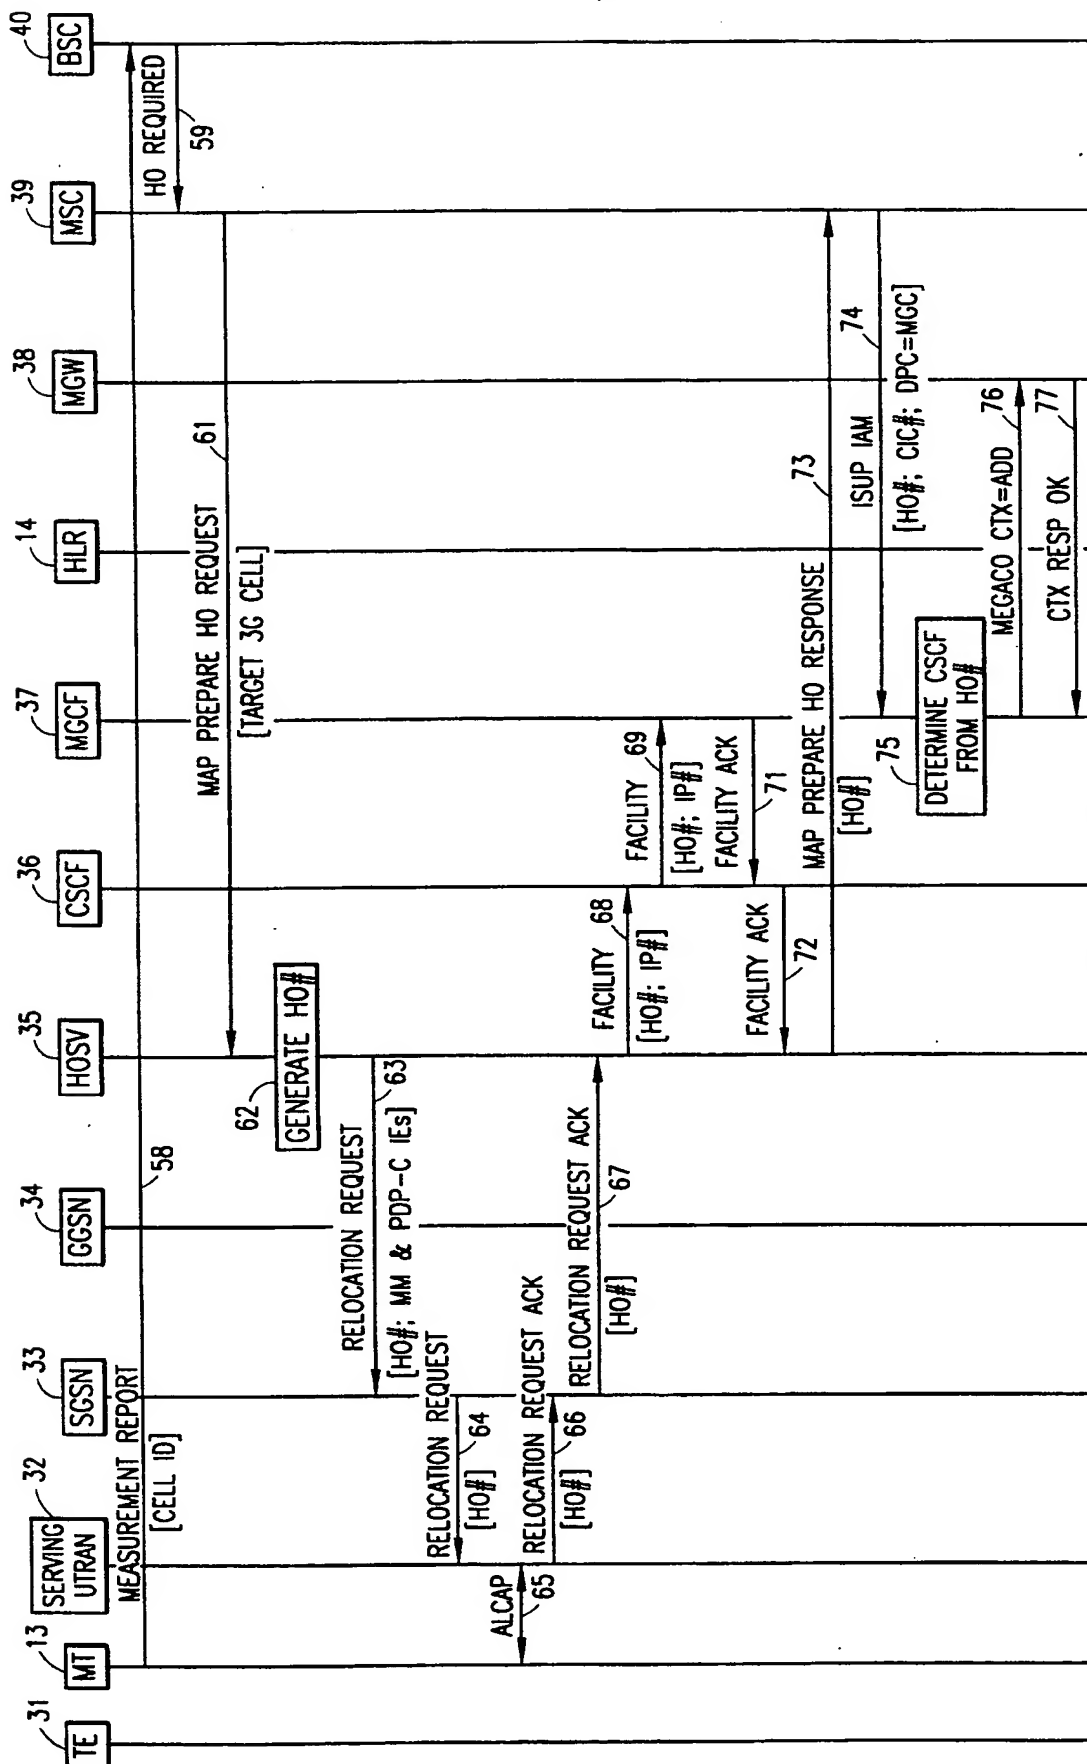 31
TE
13
MT
32
SERVING
UTRAN
33
SGSN
34
GGSN
35
HOSV
36
CSCF
37
MGCF
14
HLR
38
MGW
39
MSC
40
BSC
MEASUREMENT REPORT
[CELL ID]
58
HO REQUIRED
59
MAP PREPARE HO REQUEST
61
[TARGET 3G CELL]
62
GENERATE HO#
RELOCATION REQUEST
63
[HO#; MM & PDP-C IEs]
RELOCATION REQUEST
64
[HO#]
ALCAP
65
RELOCATION REQUEST ACK
66
[HO#]
RELOCATION REQUEST ACK
67
[HO#]
FACILITY
68
[HO#; IP#]
FACILITY
69
[HO#; IP#]
FACILITY ACK
71
FACILITY ACK
72
MAP PREPARE HO RESPONSE
73
[HO#]
ISUP IAM
74
[HO#; CIC#; DPC=MGC]
75
DETERMINE CSCF
FROM HO#
MEGACO CTX=ADD
76
CTX RESP OK
77